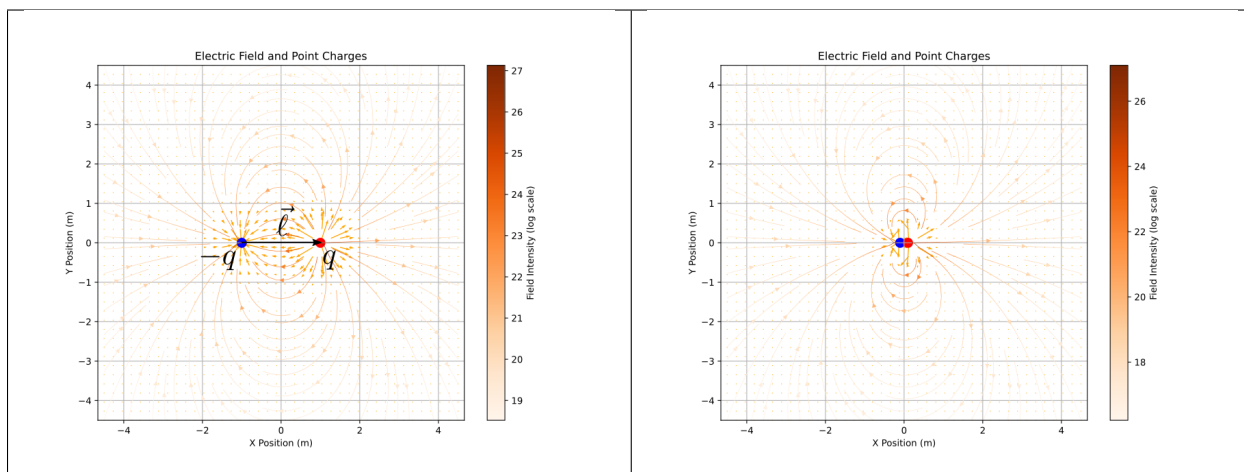 Electric Field and Point Charges
4
3
2
1
0
−1
−2
−3
−4
Y Position (m)
−4 −2 0 2 4
X Position (m)
$\vec{\ell}$
−q
q
27
26
25
24
23
22
21
20
19
Field Intensity (log scale)
Electric Field and Point Charges
4
3
2
1
0
−1
−2
−3
−4
Y Position (m)
−4 −2 0 2 4
X Position (m)
26
24
22
20
18
Field Intensity (log scale)